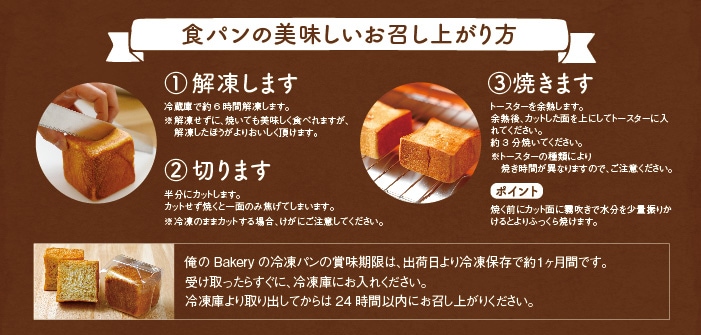 食パンの美味しいお召し上がり方
① 解凍します
冷蔵庫で約6時間解凍します。
※解凍せずに、焼いても美味しく食べれますが、
解凍したほうがよりおいしく頂けます。
② 切ります
半分にカットします。
カットせず焼くと一面のみ焦げてしまいます。
※冷凍のままカットする場合、けがにご注意してください。
③焼きます
トースターを余熱します。
余熱後、カットした面を上にしてトースターに入
れてください。
約3分焼いてください。
※トースターの種類により
焼き時間が異なりますので、ご注意ください。
ポイント
焼く前にカット面に霧吹きで水分を少量振りか
けるとよりふっくら焼けます。
俺のBakeryの冷凍パンの賞味期限は、出荷日より冷凍保存で約1ヶ月間です。
受け取ったらすぐに、冷凍庫にお入れください。
冷凍庫より取り出してからは24時間以内にお召し上がりください。